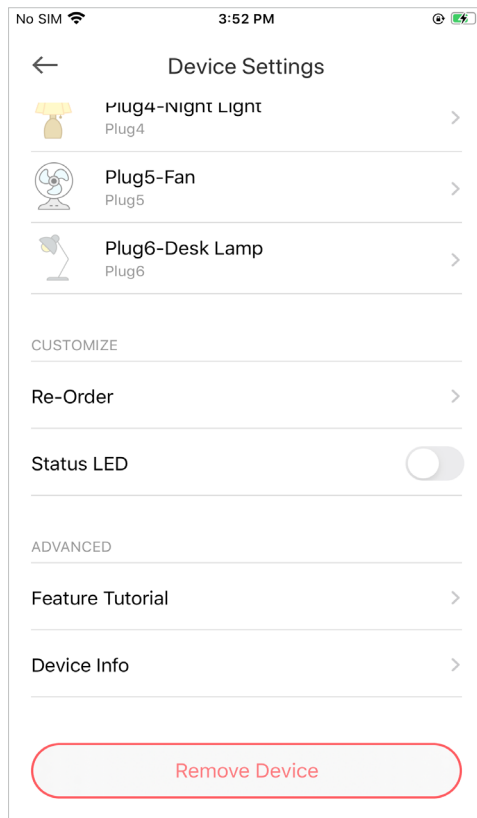 No SIM 3:52 PM
Device Settings
Plug4-Night Light
Plug4
Plug5-Fan
Plug5
Plug6-Desk Lamp
Plug6
CUSTOMIZE
Re-Order
Status LED
ADVANCED
Feature Tutorial
Device Info
Remove Device